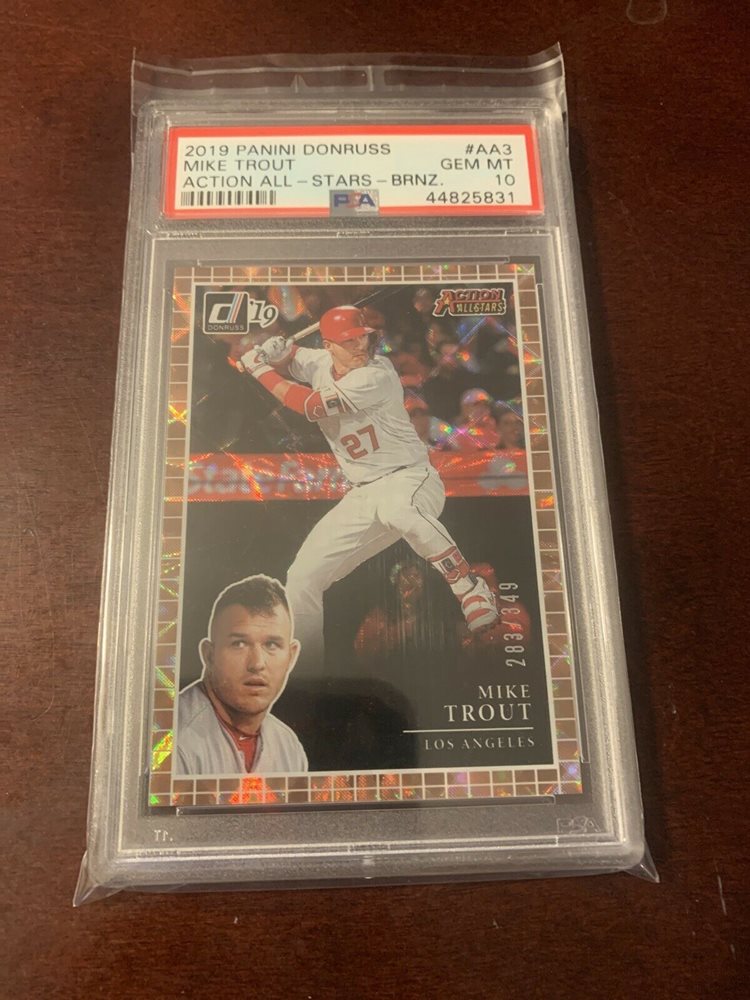 2019 PANINI DONRUSS #AA3
MIKE TROUT GEM MT
ACTION ALL-STARS-BRNZ. 10
PSA 44825831
d '19
DONRUSS
ACTION
ALL-STARS
27
StateFarm
283/349
MIKE
TROUT
LOS ANGELES